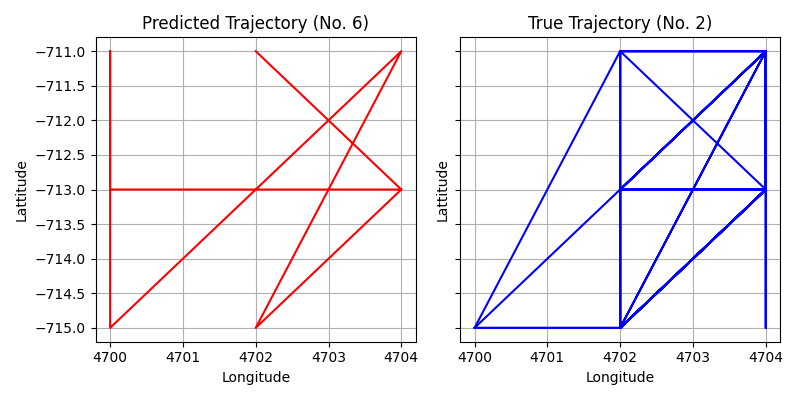 Predicted Trajectory (No. 6)
True Trajectory (No. 2)
Lattitude
−711.0
−711.5
−712.0
−712.5
−713.0
−713.5
−714.0
−714.5
−715.0
4700 4701 4702 4703 4704
Longitude
Lattitude
4700 4701 4702 4703 4704
Longitude